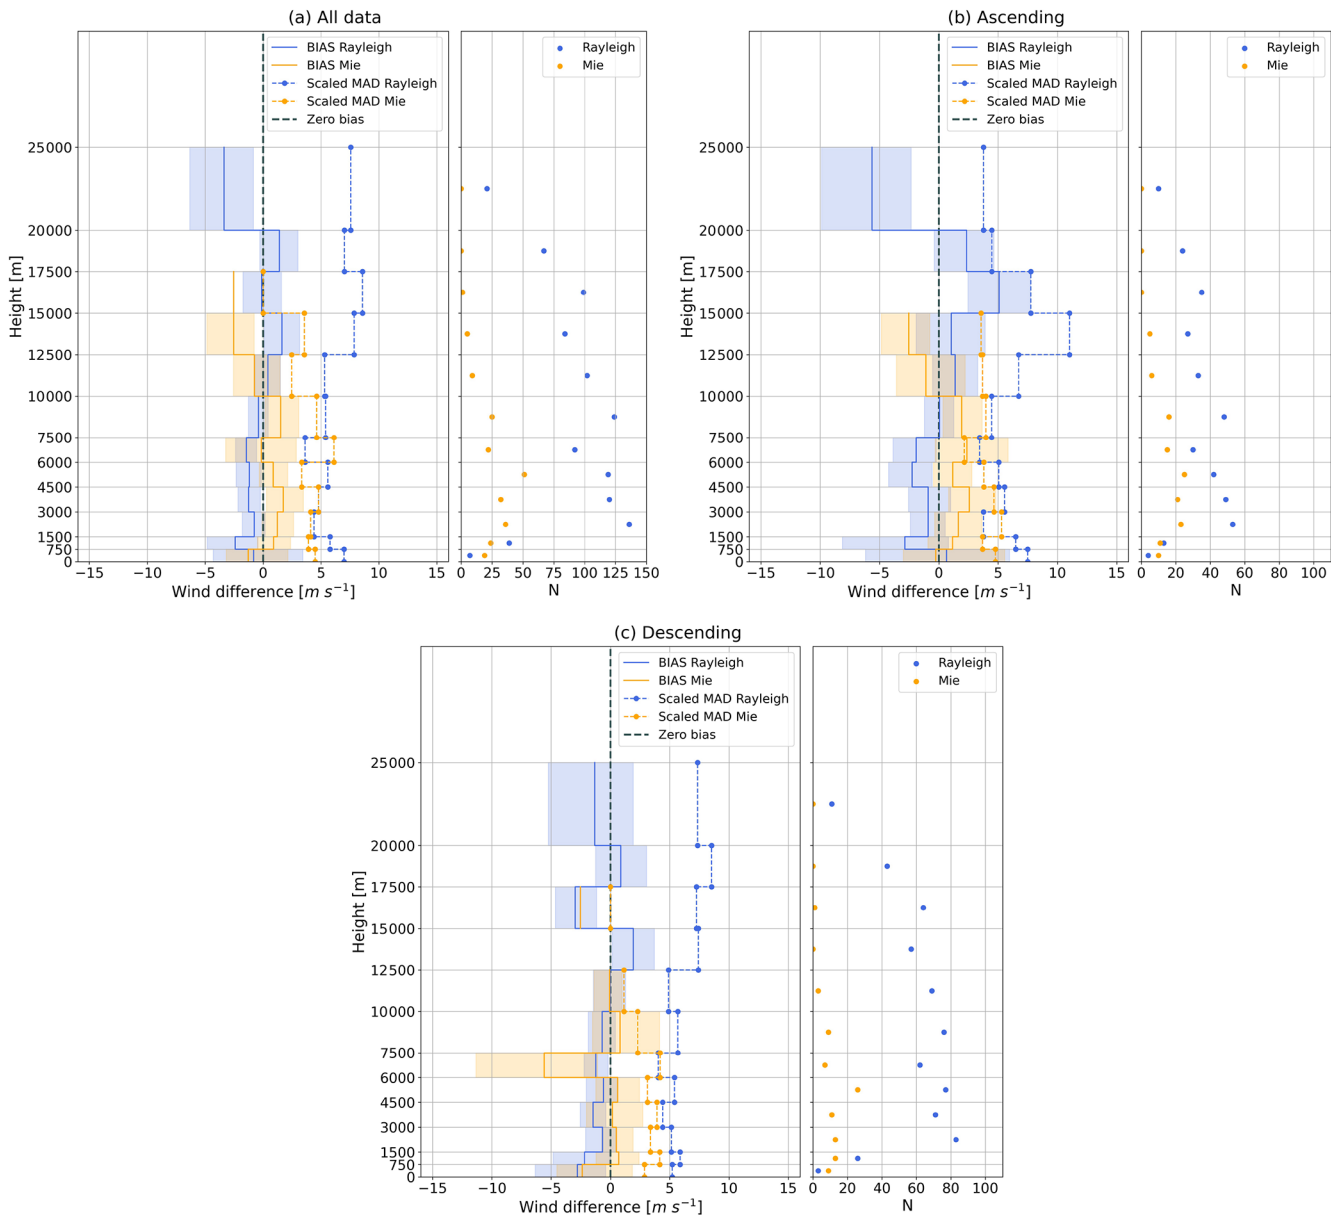 (a) All data
BIAS Rayleigh
BIAS Mie
Scaled MAD Rayleigh
Scaled MAD Mie
Zero bias
Rayleigh
Mie
Height [m]
25000
20000
17500
15000
12500
10000
7500
6000
4500
3000
1500
750
0
−15 −10 −5 0 5 10 15
Wind difference [m s⁻¹]
0 25 50 75 100 125 150
N
(b) Ascending
BIAS Rayleigh
BIAS Mie
Scaled MAD Rayleigh
Scaled MAD Mie
Zero bias
Rayleigh
Mie
Height [m]
25000
20000
17500
15000
12500
10000
7500
6000
4500
3000
1500
750
0
−15 −10 −5 0 5 10 15
Wind difference [m s⁻¹]
0 20 40 60 80 100
N
(c) Descending
BIAS Rayleigh
BIAS Mie
Scaled MAD Rayleigh
Scaled MAD Mie
Zero bias
Rayleigh
Mie
Height [m]
25000
20000
17500
15000
12500
10000
7500
6000
4500
3000
1500
750
0
−15 −10 −5 0 5 10 15
Wind difference [m s⁻¹]
0 20 40 60 80 100
N